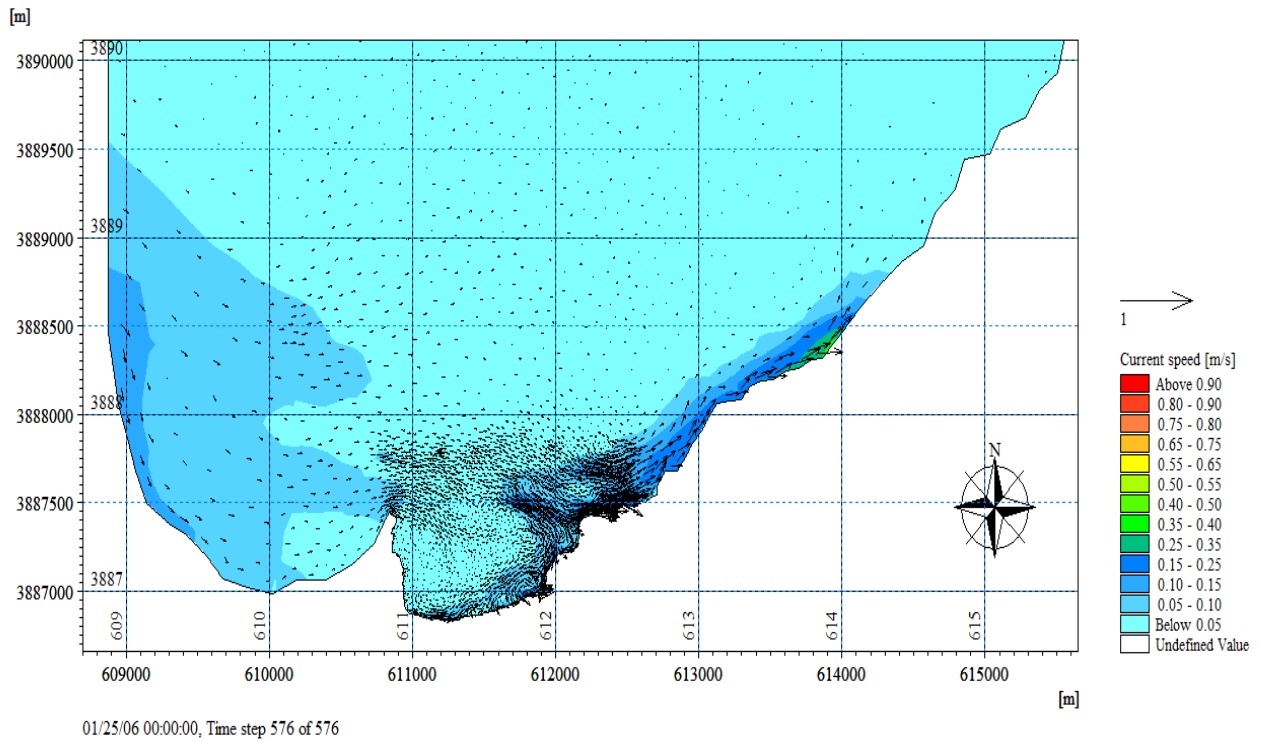 [m]
3890
3890000
3889500
3889
3889000
3888500
3888
3888000
3887500
3887
3887000
609
610
611
612
613
614
615
609000
610000
611000
612000
613000
614000
615000
[m]
1
Current speed [m/s]
Above 0.90
0.80 - 0.90
0.75 - 0.80
0.65 - 0.75
0.55 - 0.65
0.50 - 0.55
0.40 - 0.50
0.35 - 0.40
0.25 - 0.35
0.15 - 0.25
0.10 - 0.15
0.05 - 0.10
Below 0.05
Undefined Value
N
01/25/06 00:00:00, Time step 576 of 576